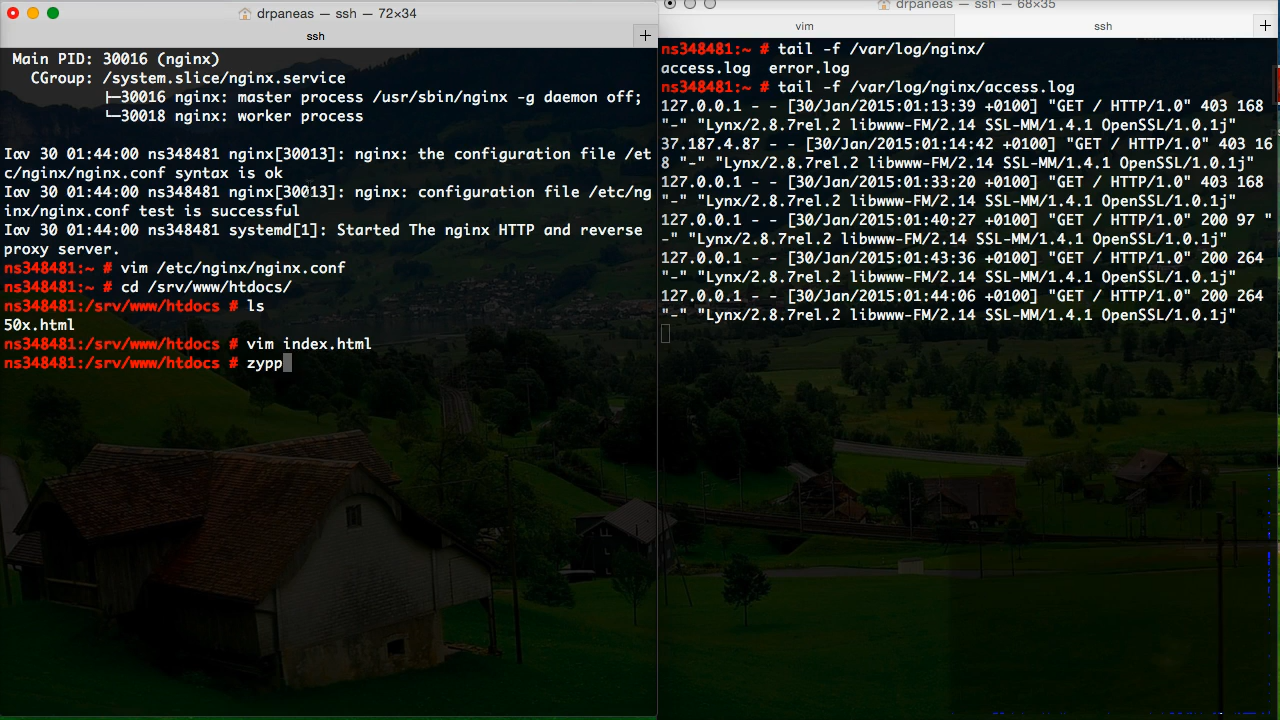 drpaneas — ssh — 72×34
ssh
Main PID: 30016 (nginx)
CGroup: /system.slice/nginx.service
├─30016 nginx: master process /usr/sbin/nginx -g daemon off;
└─30018 nginx: worker process
Ιαν 30 01:44:00 ns348481 nginx[30013]: nginx: the configuration file /et
c/nginx/nginx.conf syntax is ok
Ιαν 30 01:44:00 ns348481 nginx[30013]: nginx: configuration file /etc/ng
inx/nginx.conf test is successful
Ιαν 30 01:44:00 ns348481 systemd[1]: Started The nginx HTTP and reverse
proxy server.
ns348481:~ # vim /etc/nginx/nginx.conf
ns348481:~ # cd /srv/www/htdocs/
ns348481:/srv/www/htdocs # ls
50x.html
ns348481:/srv/www/htdocs # vim index.html
ns348481:/srv/www/htdocs # zypp
drpaneas — ssh — 68×35
vim
ssh
ns348481:~ # tail -f /var/log/nginx/
access.log  error.log
ns348481:~ # tail -f /var/log/nginx/access.log
127.0.0.1 - - [30/Jan/2015:01:13:39 +0100] "GET / HTTP/1.0" 403 168
"-" "Lynx/2.8.7rel.2 libwww-FM/2.14 SSL-MM/1.4.1 OpenSSL/1.0.1j"
37.187.4.87 - - [30/Jan/2015:01:14:42 +0100] "GET / HTTP/1.0" 403 16
8 "-" "Lynx/2.8.7rel.2 libwww-FM/2.14 SSL-MM/1.4.1 OpenSSL/1.0.1j"
127.0.0.1 - - [30/Jan/2015:01:33:20 +0100] "GET / HTTP/1.0" 403 168
"-" "Lynx/2.8.7rel.2 libwww-FM/2.14 SSL-MM/1.4.1 OpenSSL/1.0.1j"
127.0.0.1 - - [30/Jan/2015:01:40:27 +0100] "GET / HTTP/1.0" 200 97 "
-" "Lynx/2.8.7rel.2 libwww-FM/2.14 SSL-MM/1.4.1 OpenSSL/1.0.1j"
127.0.0.1 - - [30/Jan/2015:01:43:36 +0100] "GET / HTTP/1.0" 200 264
"-" "Lynx/2.8.7rel.2 libwww-FM/2.14 SSL-MM/1.4.1 OpenSSL/1.0.1j"
127.0.0.1 - - [30/Jan/2015:01:44:06 +0100] "GET / HTTP/1.0" 200 264
"-" "Lynx/2.8.7rel.2 libwww-FM/2.14 SSL-MM/1.4.1 OpenSSL/1.0.1j"